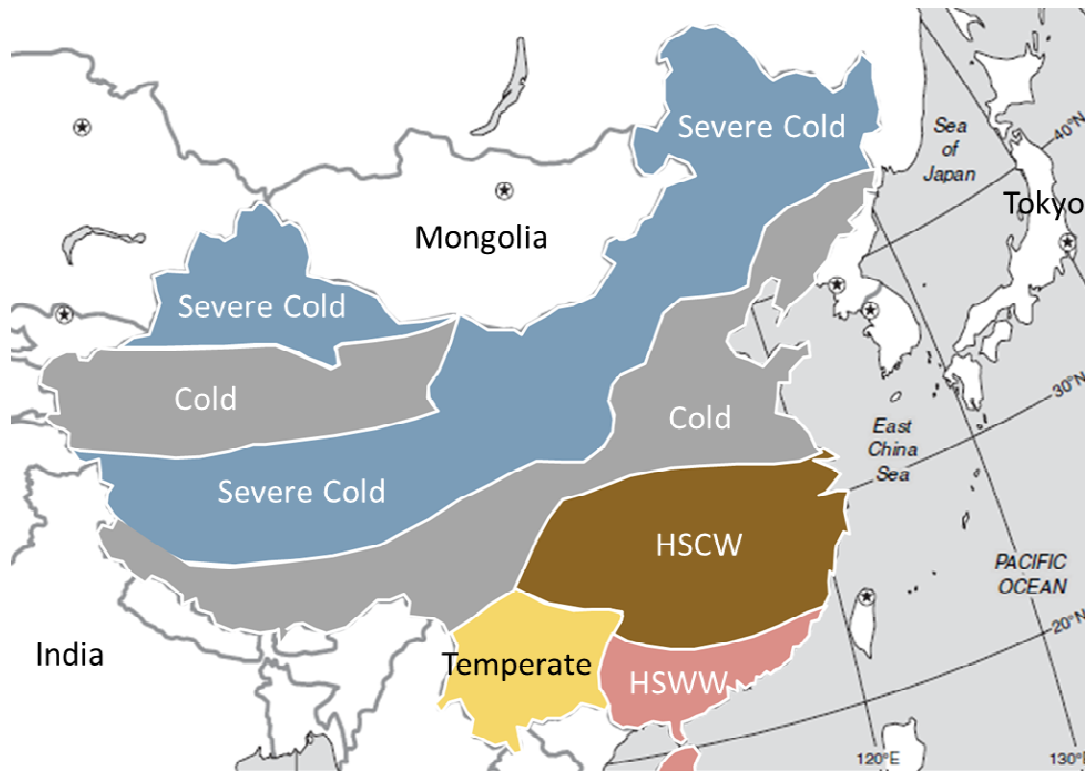 Severe Cold
Sea
of
Japan
40°N
Tokyo
Mongolia
Severe Cold
Cold
Cold
30°N
East
China
Sea
Severe Cold
HSCW
PACIFIC
OCEAN
20°N
India
Temperate
HSWW
120°E
130°